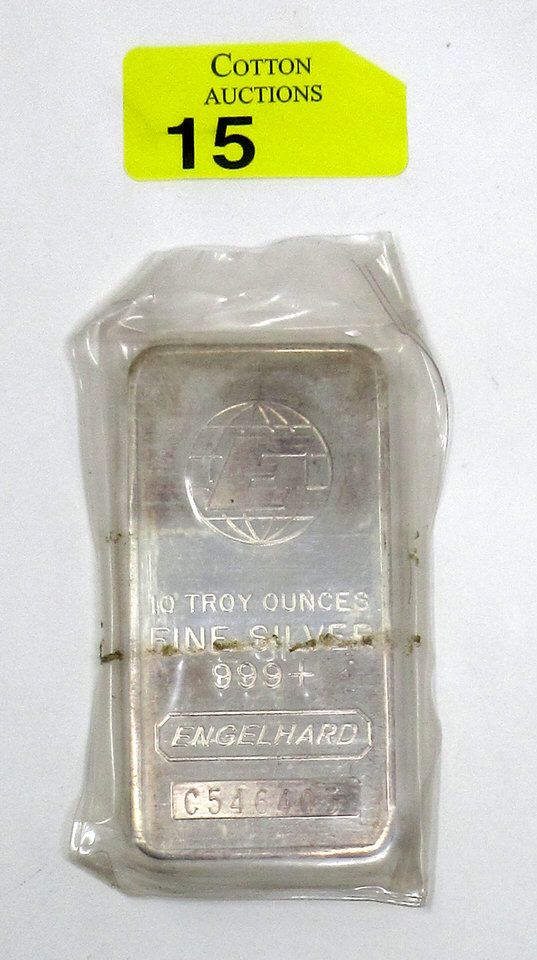 COTTON
AUCTIONS
15
E
10 TROY OUNCES
FINE SILVER
999+
ENGELHARD